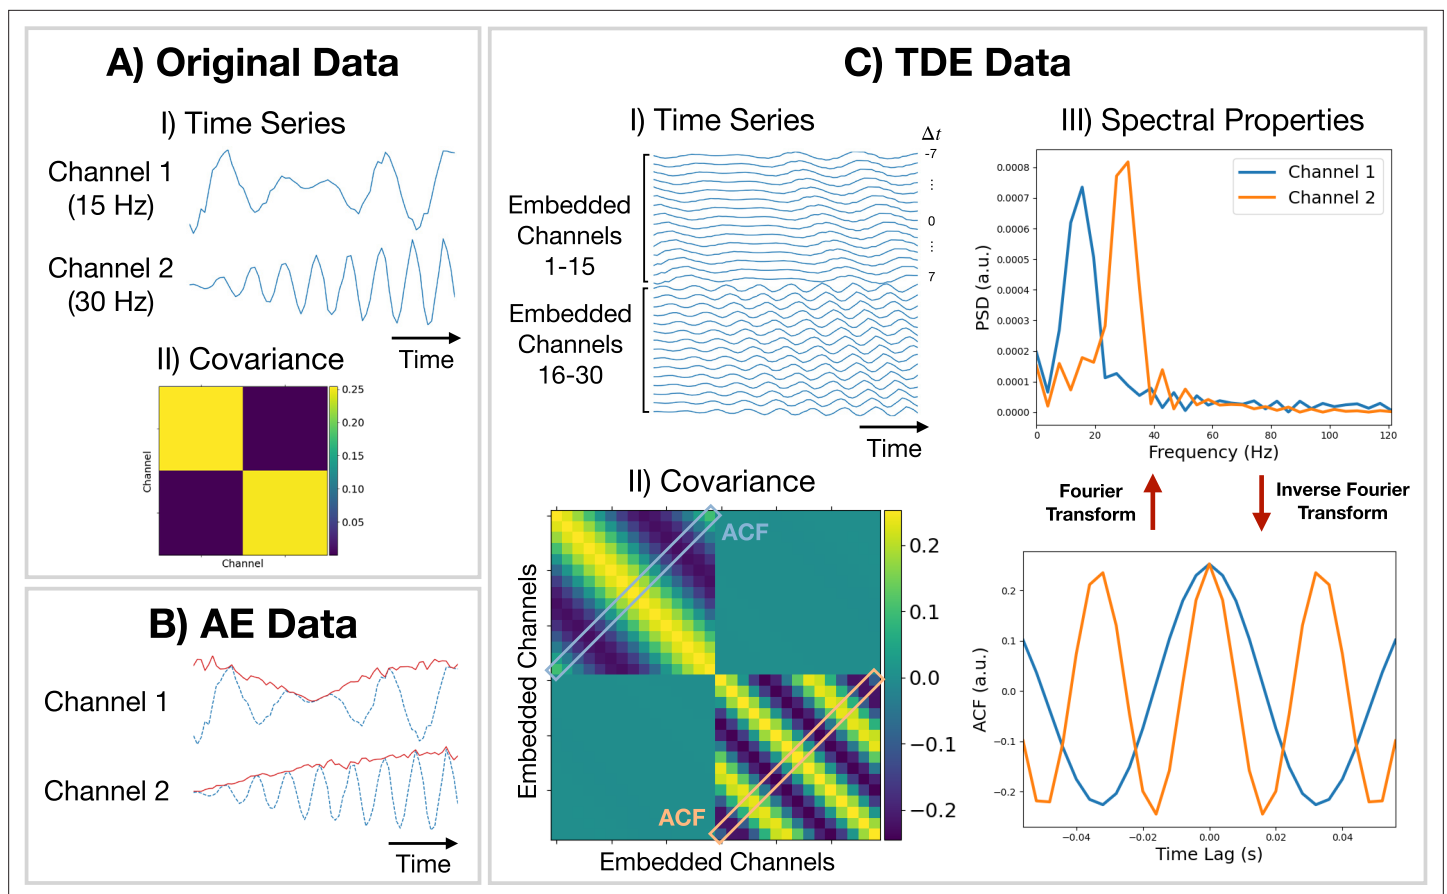 A) Original Data
I) Time Series
Channel 1
(15 Hz)
Channel 2
(30 Hz)
Time
II) Covariance
0.25
0.20
0.15
0.10
0.05
Channel
Channel
B) AE Data
Channel 1
Channel 2
Time
C) TDE Data
I) Time Series
Δt
-7
⋮
0
⋮
7
Embedded
Channels
1-15
Embedded
Channels
16-30
Time
II) Covariance
ACF
ACF
Embedded Channels
Embedded Channels
0.2
0.1
0.0
−0.1
−0.2
III) Spectral Properties
Channel 1
Channel 2
0.0008
0.0007
0.0006
0.0005
0.0004
0.0003
0.0002
0.0001
0.0000
PSD (a.u.)
0 20 40 60 80 100 120
Frequency (Hz)
Fourier
Transform
Inverse Fourier
Transform
0.2
0.1
0.0
−0.1
−0.2
ACF (a.u.)
−0.04 −0.02 0.00 0.02 0.04
Time Lag (s)